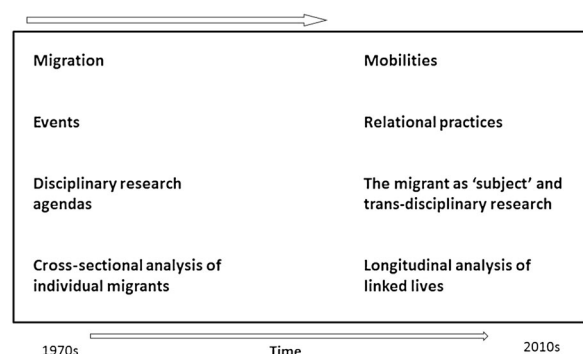 Migration
Mobilities
Events
Relational practices
Disciplinary research
agendas
The migrant as ‘subject’ and
trans-disciplinary research
Cross-sectional analysis of
individual migrants
Longitudinal analysis of
linked lives
1970s
Time
2010s